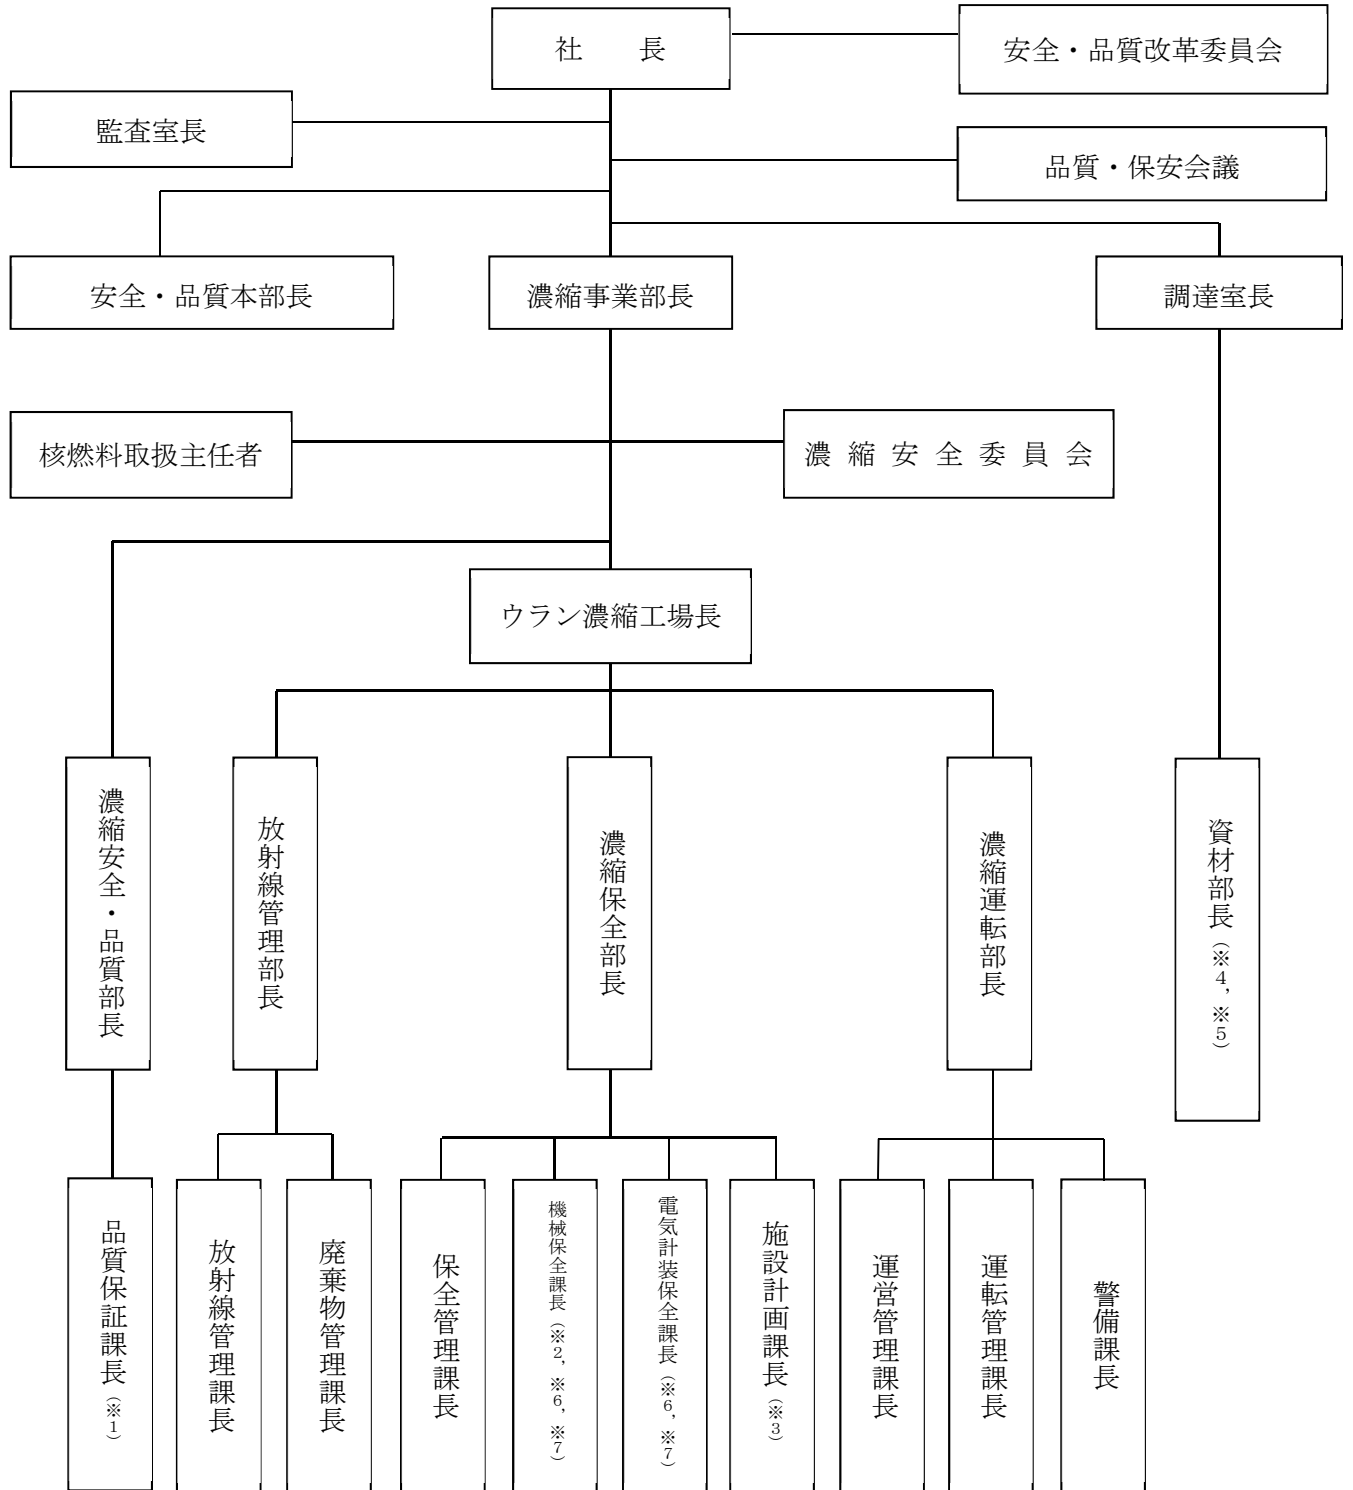 社　　長
安全・品質改革委員会
監査室長
品質・保安会議
安全・品質本部長
濃縮事業部長
調達室長
核燃料取扱主任者
濃 縮 安 全 委 員 会
ウラン濃縮工場長
濃縮安全・品質部長
放射線管理部長
濃縮保全部長
濃縮運転部長
資材部長（※4，※5）
品質保証課長（※1）
放射線管理課長
廃棄物管理課長
保全管理課長
機械保全課長（※2，※6，※7）
電気計装保全課長（※6，※7）
施設計画課長（※3）
運営管理課長
運転管理課長
警備課長